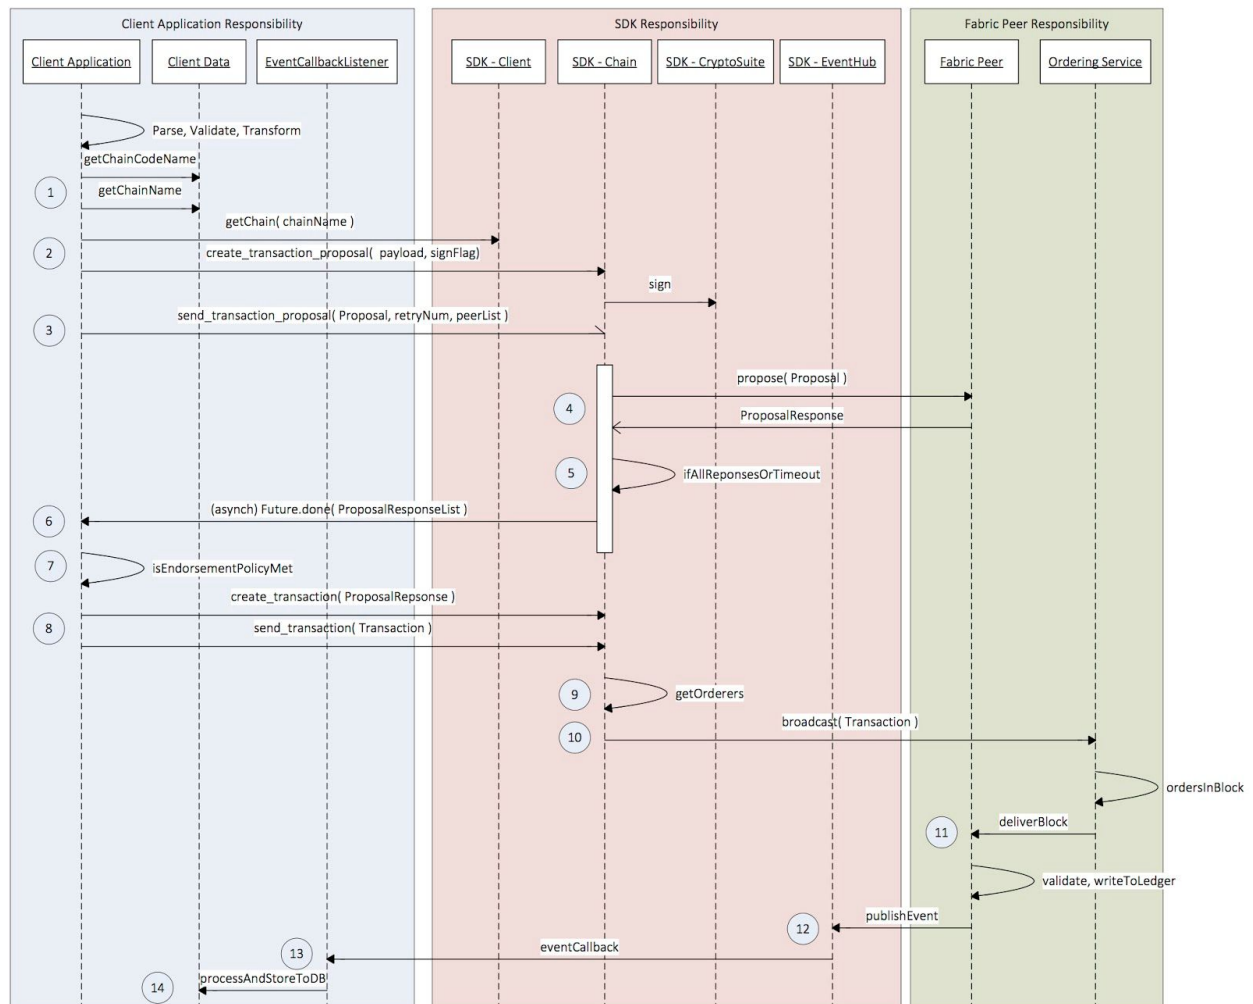 Client Application Responsibility
SDK Responsibility
Fabric Peer Responsibility
Client Application
Client Data
EventCallbackListener
SDK - Client
SDK - Chain
SDK - CryptoSuite
SDK - EventHub
Fabric Peer
Ordering Service
Parse, Validate, Transform
getChainCodeName
1
getChainName
getChain( chainName )
2
create_transaction_proposal(  payload, signFlag)
sign
3
send_transaction_proposal( Proposal, retryNum, peerList )
propose( Proposal )
4
ProposalResponse
5
ifAllReponsesOrTimeout
6
(asynch) Future.done( ProposalResponseList )
7
isEndorsementPolicyMet
create_transaction( ProposalRepsonse )
8
send_transaction( Transaction )
9
getOrderers
10
broadcast( Transaction )
ordersInBlock
11
deliverBlock
validate, writeToLedger
12
publishEvent
13
eventCallback
14
processAndStoreToDB